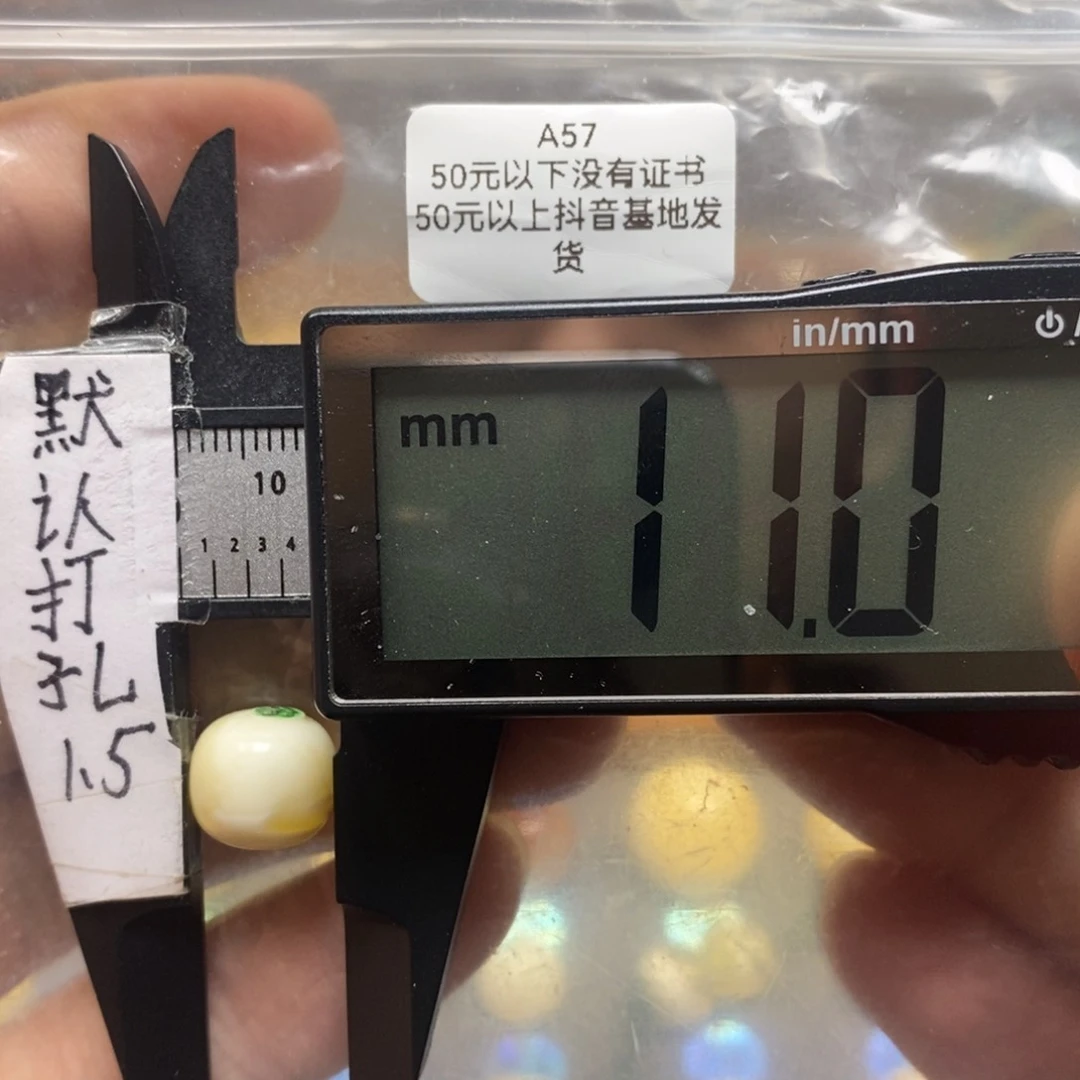 A57
50元以下没有证书
50元以上抖音基地发
货
in/mm
mm
11.0
10
1 2 3 4
默
认
打
孔
1.5